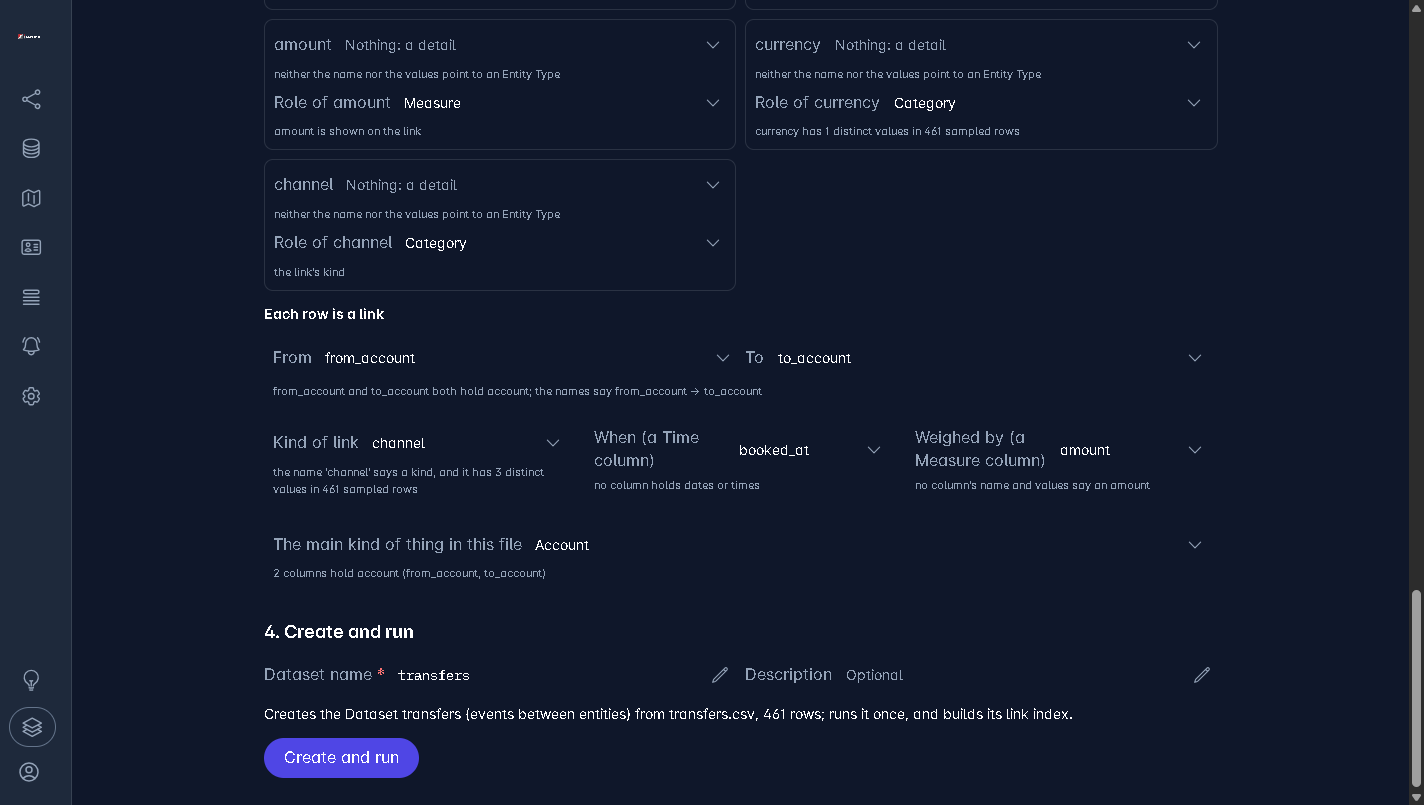 amount Nothing: a detail
neither the name nor the values point to an Entity Type
Role of amount Measure
amount is shown on the link
currency Nothing: a detail
neither the name nor the values point to an Entity Type
Role of currency Category
currency has 1 distinct values in 461 sampled rows
channel Nothing: a detail
neither the name nor the values point to an Entity Type
Role of channel Category
the link's kind
Each row is a link
From from_account
To to_account
from_account and to_account both hold account; the names say from_account → to_account
Kind of link channel
the name 'channel' says a kind, and it has 3 distinct
values in 461 sampled rows
When (a Time
column) booked_at
no column holds dates or times
Weighed by (a
Measure column) amount
no column's name and values say an amount
The main kind of thing in this file Account
2 columns hold account (from_account, to_account)
4. Create and run
Dataset name * transfers
Description Optional
Creates the Dataset transfers (events between entities) from transfers.csv, 461 rows; runs it once, and builds its link index.
Create and run